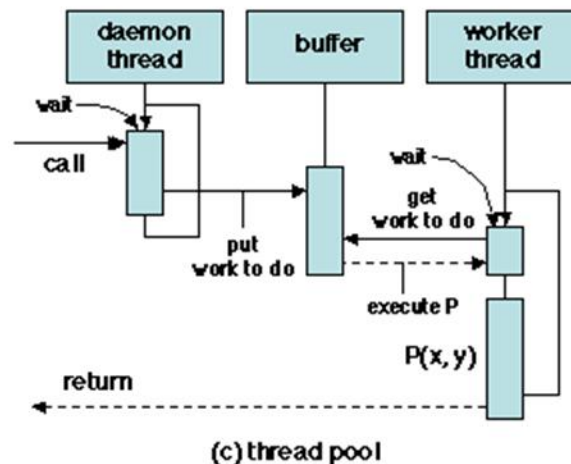 daemon
thread
buffer
worker
thread
wait
call
wait
get
work to do
put
work to do
execute P
P(x, y)
return
(c) thread pool